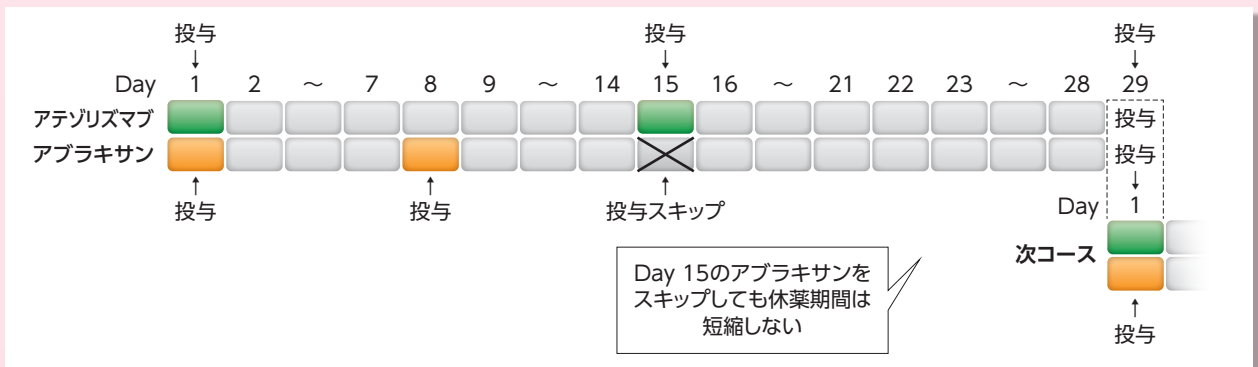 投与 投与 投与
↓ ↓ ↓
Day 1 2 ～ 7 8 9 ～ 14 15 16 ～ 21 22 23 ～ 28 29
アテゾリズマブ 投与
アブラキサン 投与
↑ ↑ ↑ ↓
投与 投与 投与スキップ Day 1
次コース
Day 15のアブラキサンを
スキップしても休薬期間は
短縮しない
↑
投与